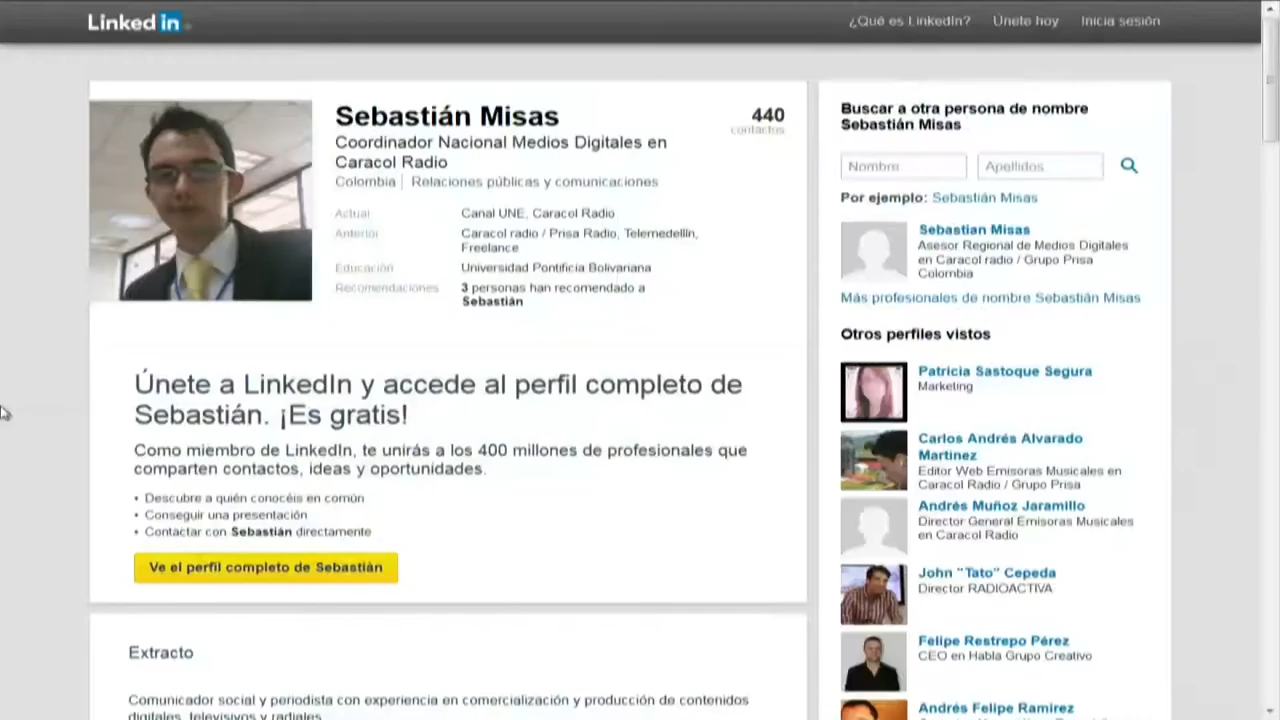 Linked in
¿Qué es LinkedIn? Únete hoy Inicia sesión
Sebastián Misas
Coordinador Nacional Medios Digitales en
Caracol Radio
Colombia | Relaciones públicas y comunicaciones
440
contactos
Actual Canal UNE, Caracol Radio
Anterior Caracol radio / Prisa Radio, Telemedellín,
Freelance
Educación Universidad Pontificia Bolivariana
Recomendaciones 3 personas han recomendado a
Sebastián
Únete a LinkedIn y accede al perfil completo de
Sebastián. ¡Es gratis!
Como miembro de LinkedIn, te unirás a los 400 millones de profesionales que
comparten contactos, ideas y oportunidades.
• Descubre a quién conocéis en común
• Conseguir una presentación
• Contactar con Sebastián directamente
Ve el perfil completo de Sebastián
Extracto
Comunicador social y periodista con experiencia en comercialización y producción de contenidos
digitales, televisivos y radiales
Buscar a otra persona de nombre
Sebastián Misas
Nombre Apellidos
Por ejemplo: Sebastián Misas
Sebastian Misas
Asesor Regional de Medios Digitales
en Caracol radio / Grupo Prisa
Colombia
Más profesionales de nombre Sebastián Misas
Otros perfiles vistos
Patricia Sastoque Segura
Marketing
Carlos Andrés Alvarado
Martinez
Editor Web Emisoras Musicales en
Caracol Radio / Grupo Prisa
Andrés Muñoz Jaramillo
Director General Emisoras Musicales
en Caracol Radio
John "Tato" Cepeda
Director RADIOACTIVA
Felipe Restrepo Pérez
CEO en Habla Grupo Creativo
Andrés Felipe Ramirez